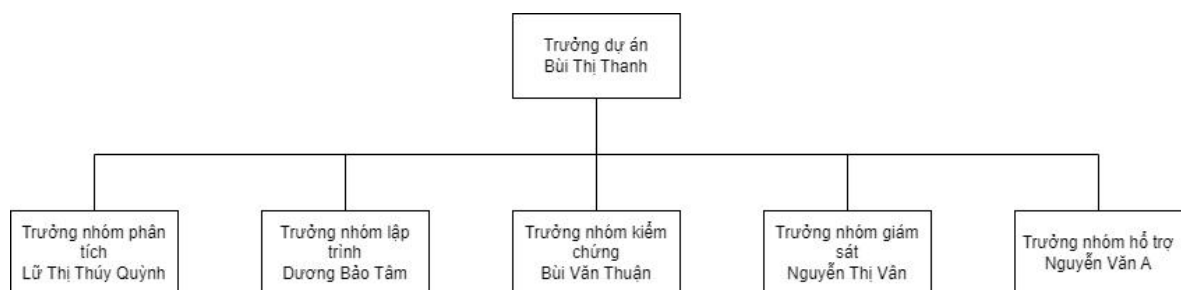 Trưởng dự án
Bùi Thị Thanh
Trưởng nhóm phân
tích
Lữ Thị Thúy Quỳnh
Trưởng nhóm lập
trình
Dương Bảo Tâm
Trưởng nhóm kiểm
chứng
Bùi Văn Thuận
Trưởng nhóm giám
sát
Nguyễn Thị Vân
Trưởng nhóm hổ trợ
Nguyễn Văn A